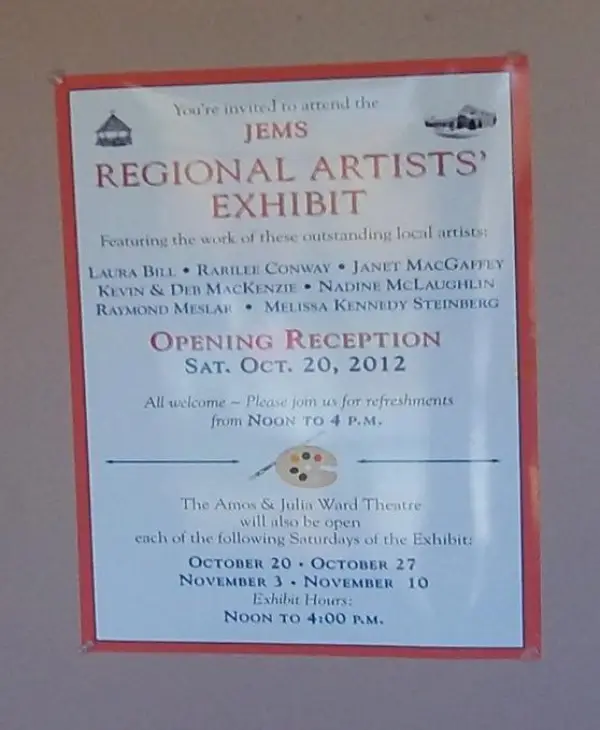 You're invited to attend the
JEMS
REGIONAL ARTISTS'
EXHIBIT
Featuring the work of these outstanding local artists:
LAURA BILL • RARILEE CONWAY • JANET MACGAFFEY
KEVIN & DEB MACKENZIE • NADINE MCLAUGHLIN
RAYMOND MESLAR • MELISSA KENNEDY STEINBERG
OPENING RECEPTION
SAT. OCT. 20, 2012
All welcome ~ Please join us for refreshments
from NOON TO 4 P.M.
The Amos & Julia Ward Theatre
will also be open
each of the following Saturdays of the Exhibit:
OCTOBER 20 • OCTOBER 27
NOVEMBER 3 • NOVEMBER 10
Exhibit Hours:
NOON TO 4:00 P.M.